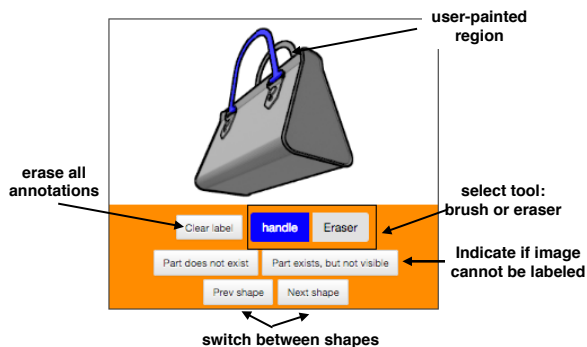 user-painted
region
erase all
annotations
Clear label
handle
Eraser
select tool:
brush or eraser
Part does not exist
Part exists, but not visible
Indicate if image
cannot be labeled
Prev shape
Next shape
switch between shapes